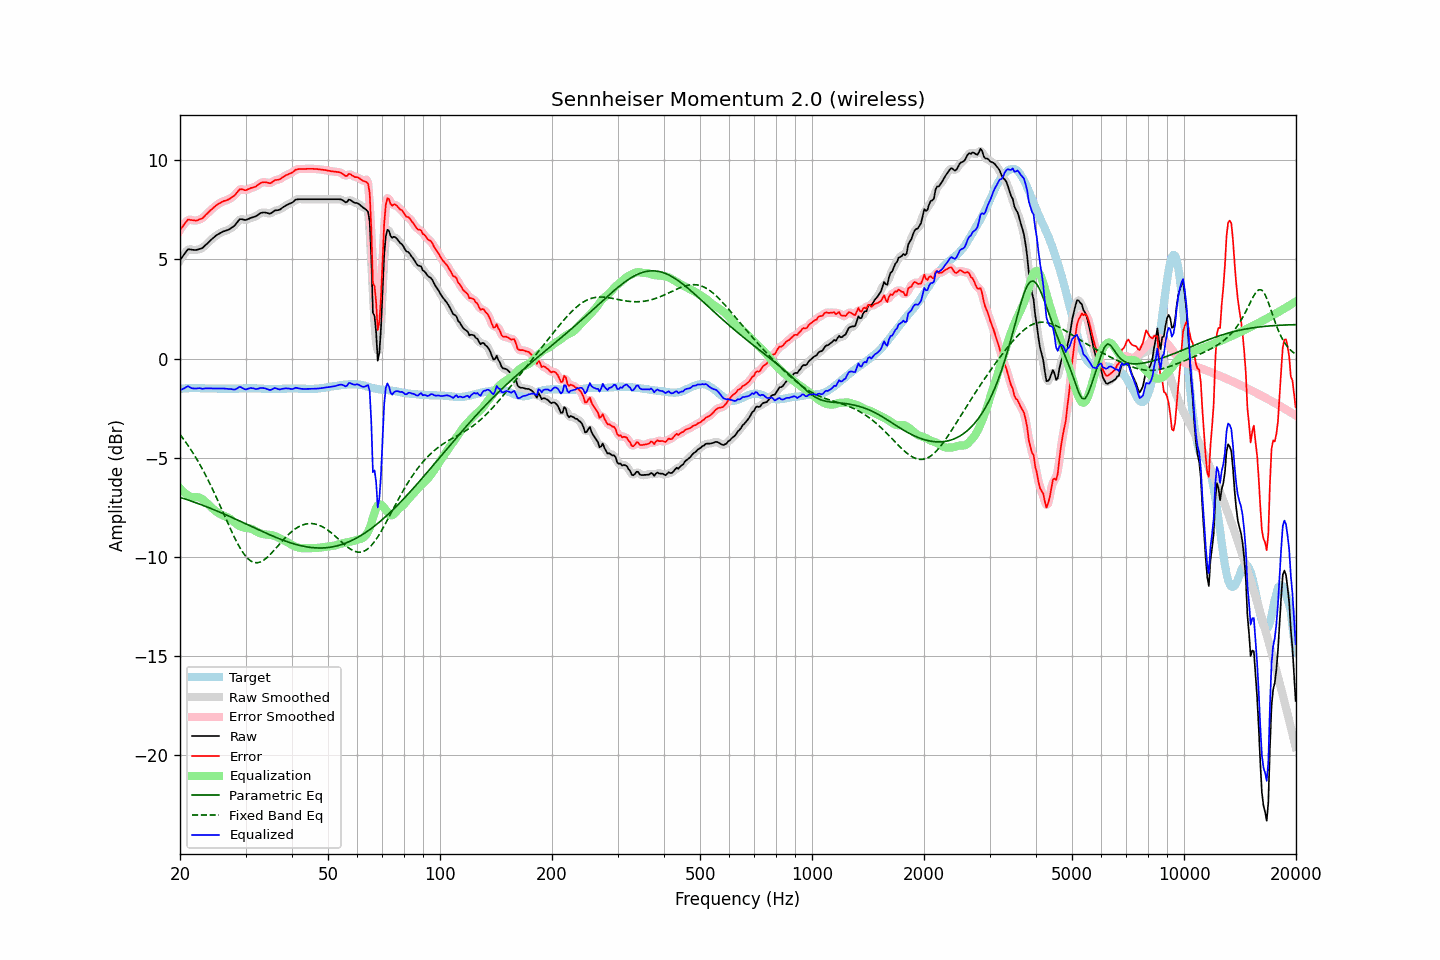 Sennheiser Momentum 2.0 (wireless)
Amplitude (dBr)
10
5
0
−5
−10
−15
−20
Target
Raw Smoothed
Error Smoothed
Raw
Error
Equalization
Parametric Eq
Fixed Band Eq
Equalized
20 50 100 200 500 1000 2000 5000 10000 20000
Frequency (Hz)